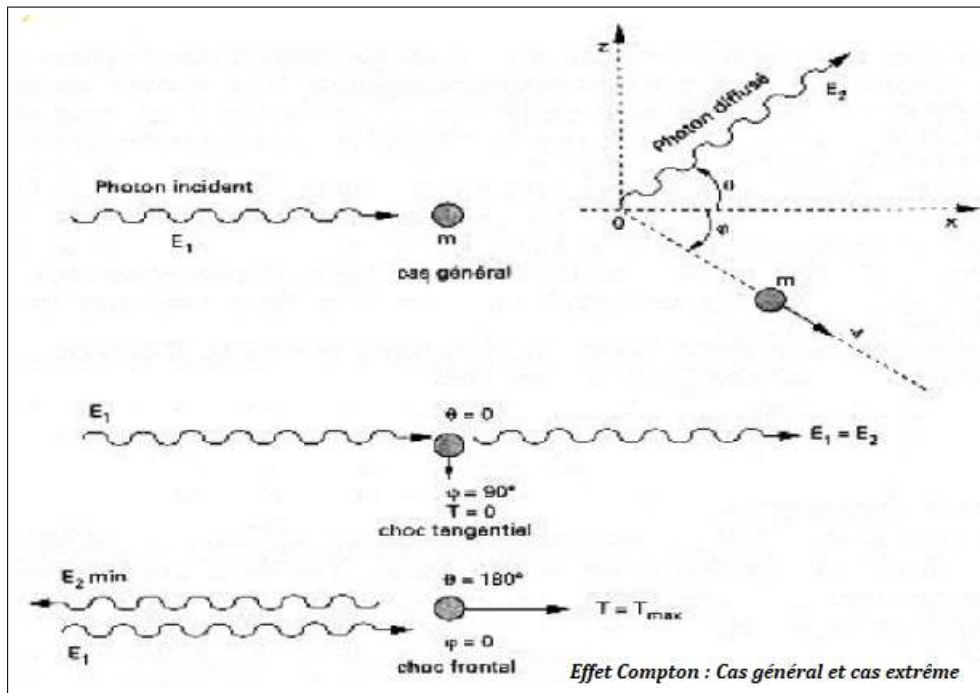 z
Photon diffusé
E₂
Photon incident
θ
E₁
m
0
x
φ
cas général
m
E₁
θ = 0
E₁ = E₂
φ = 90°
T = 0
choc tangentiel
E₂ min
θ = 180°
T = Tmax
E₁
φ = 0
choc frontal
Effet Compton : Cas général et cas extrême